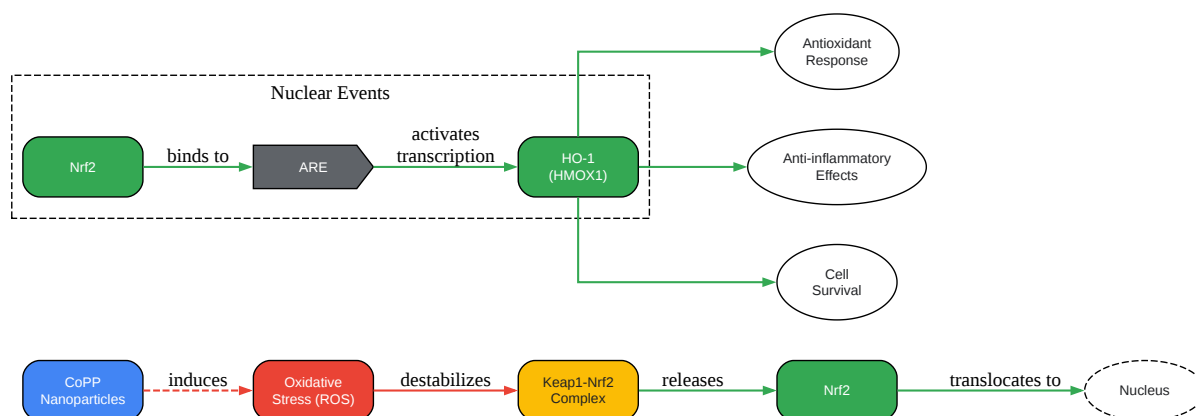 Antioxidant
Response
Nuclear Events
Nrf2
binds to
ARE
activates
transcription
HO-1
(HMOX1)
Anti-inflammatory
Effects
Cell
Survival
CoPP
Nanoparticles
induces
Oxidative
Stress (ROS)
destabilizes
Keap1-Nrf2
Complex
releases
Nrf2
translocates to
Nucleus